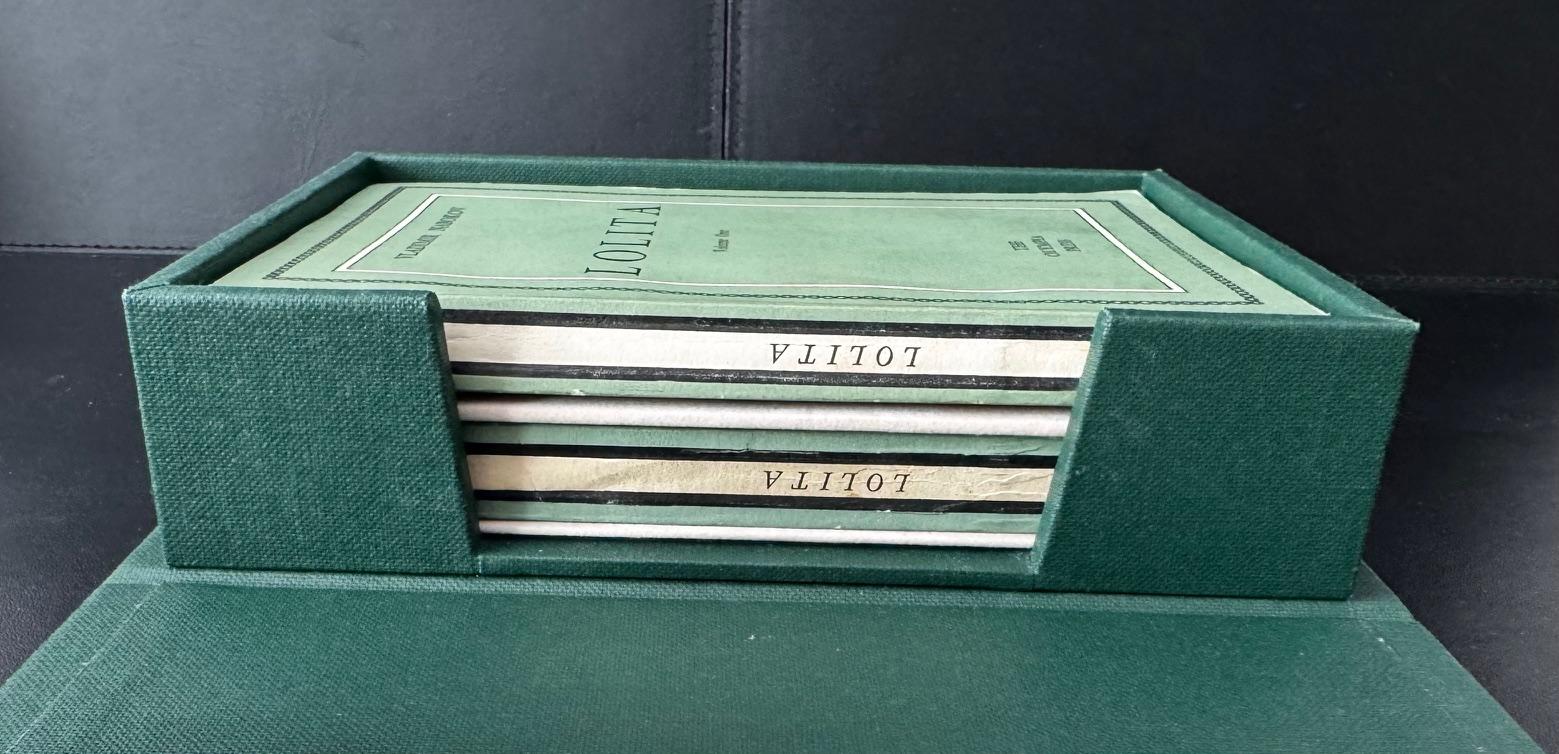 VLADIMIR NABOKOV
LOLITA
Volume One
THE
OLYMPIA
PRESS
LOLITA
LOLITA